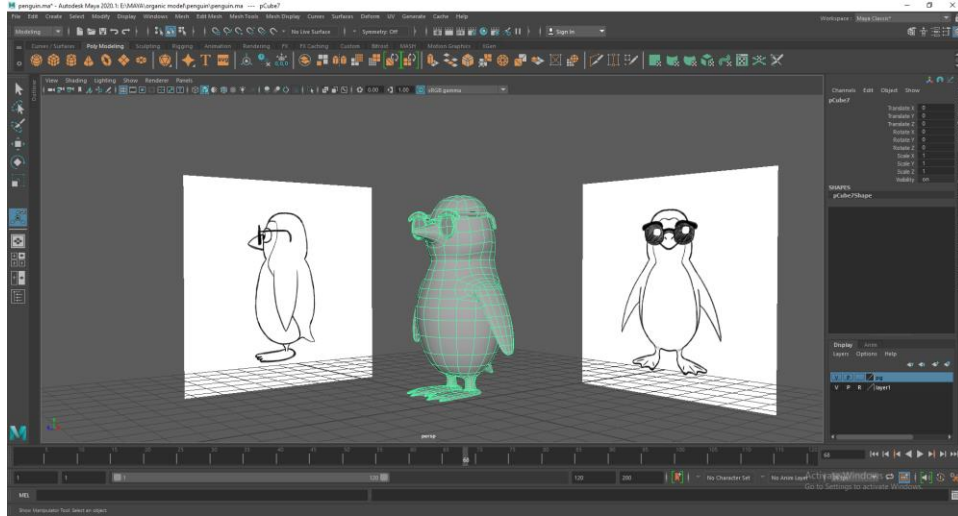 penguin.ma* - Autodesk Maya 2020.1: E:\MAYA\organic model\penguin\penguin.ma --- pCube7
File Edit Create Select Modify Display Windows Mesh Edit Mesh Mesh Tools Mesh Display Curves Surfaces Deform UV Generate Cache Help
Workspace : Maya Classic*
Modeling
No Live Surface
Symmetry: Off
Sign In
Curves / Surfaces Poly Modeling Sculpting Rigging Animation Rendering FX FX Caching Custom Bifrost MASH Motion Graphics XGen
View Shading Lighting Show Renderer Panels
0.00 1.00 sRGB gamma
Outliner
Channels Edit Object Show
pCube7
Translate X 0
Translate Y 0
Translate Z 0
Rotate X 0
Rotate Y 0
Rotate Z 0
Scale X 1
Scale Y 1
Scale Z 1
Visibility on
SHAPES
pCube7Shape
Display Anim
Layers Options Help
V P
V P R layer1
persp
68
1 1 1 120 120 200 No Character Set No Anim Layer
Activate Windows
Go to Settings to activate Windows.
MEL
Show Manipulator Tool: Select an object.